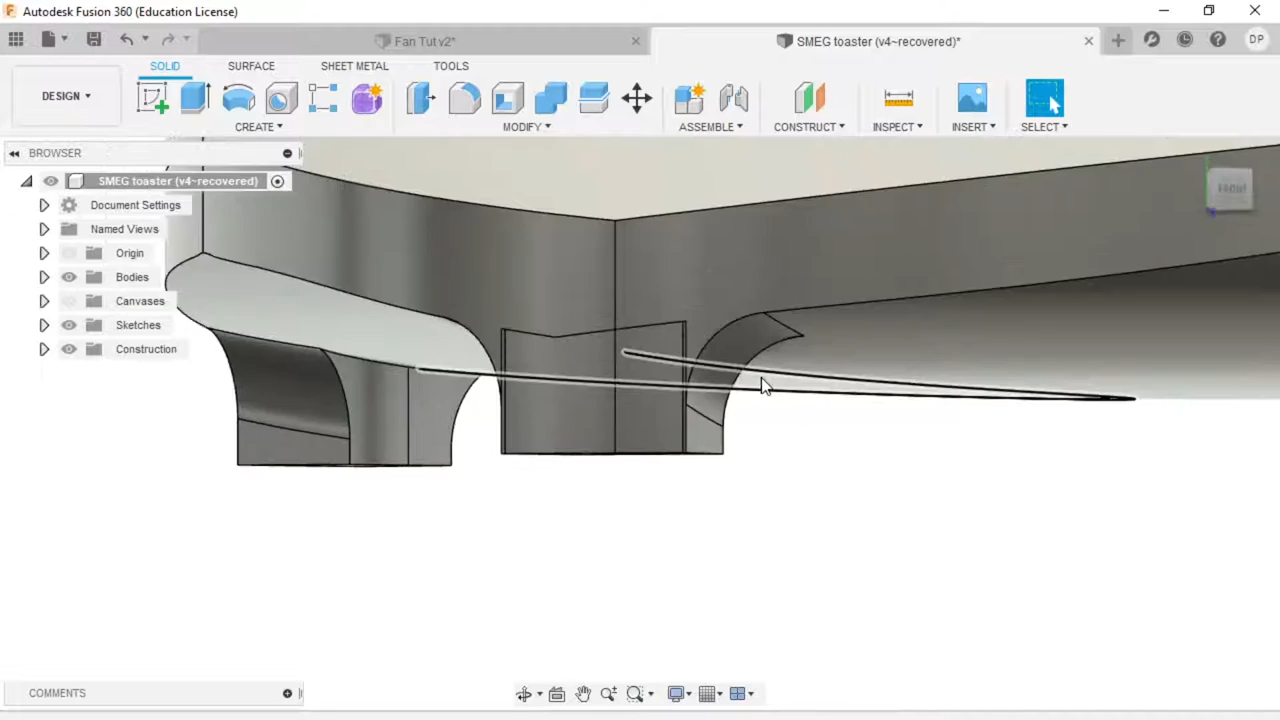 Autodesk Fusion 360 (Education License)
Fan Tut v2*
SMEG toaster (v4~recovered)*
DP
SOLID
SURFACE
SHEET METAL
TOOLS
DESIGN
CREATE
MODIFY
ASSEMBLE
CONSTRUCT
INSPECT
INSERT
SELECT
BROWSER
SMEG toaster (v4~recovered)
Document Settings
Named Views
Origin
Bodies
Canvases
Sketches
Construction
FRONT
COMMENTS